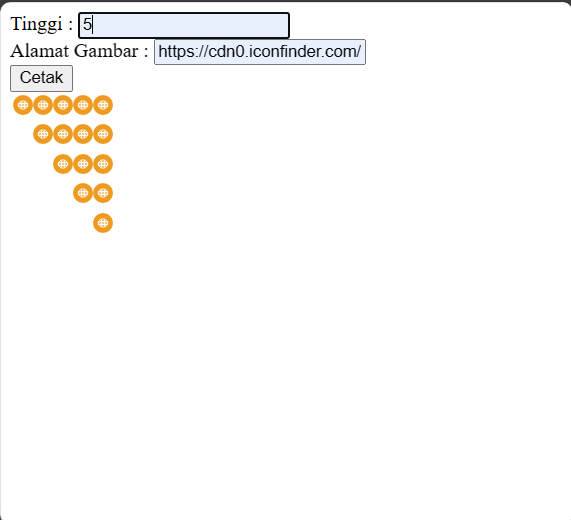 Tinggi : 5
Alamat Gambar : https://cdn0.iconfinder.com/
Cetak